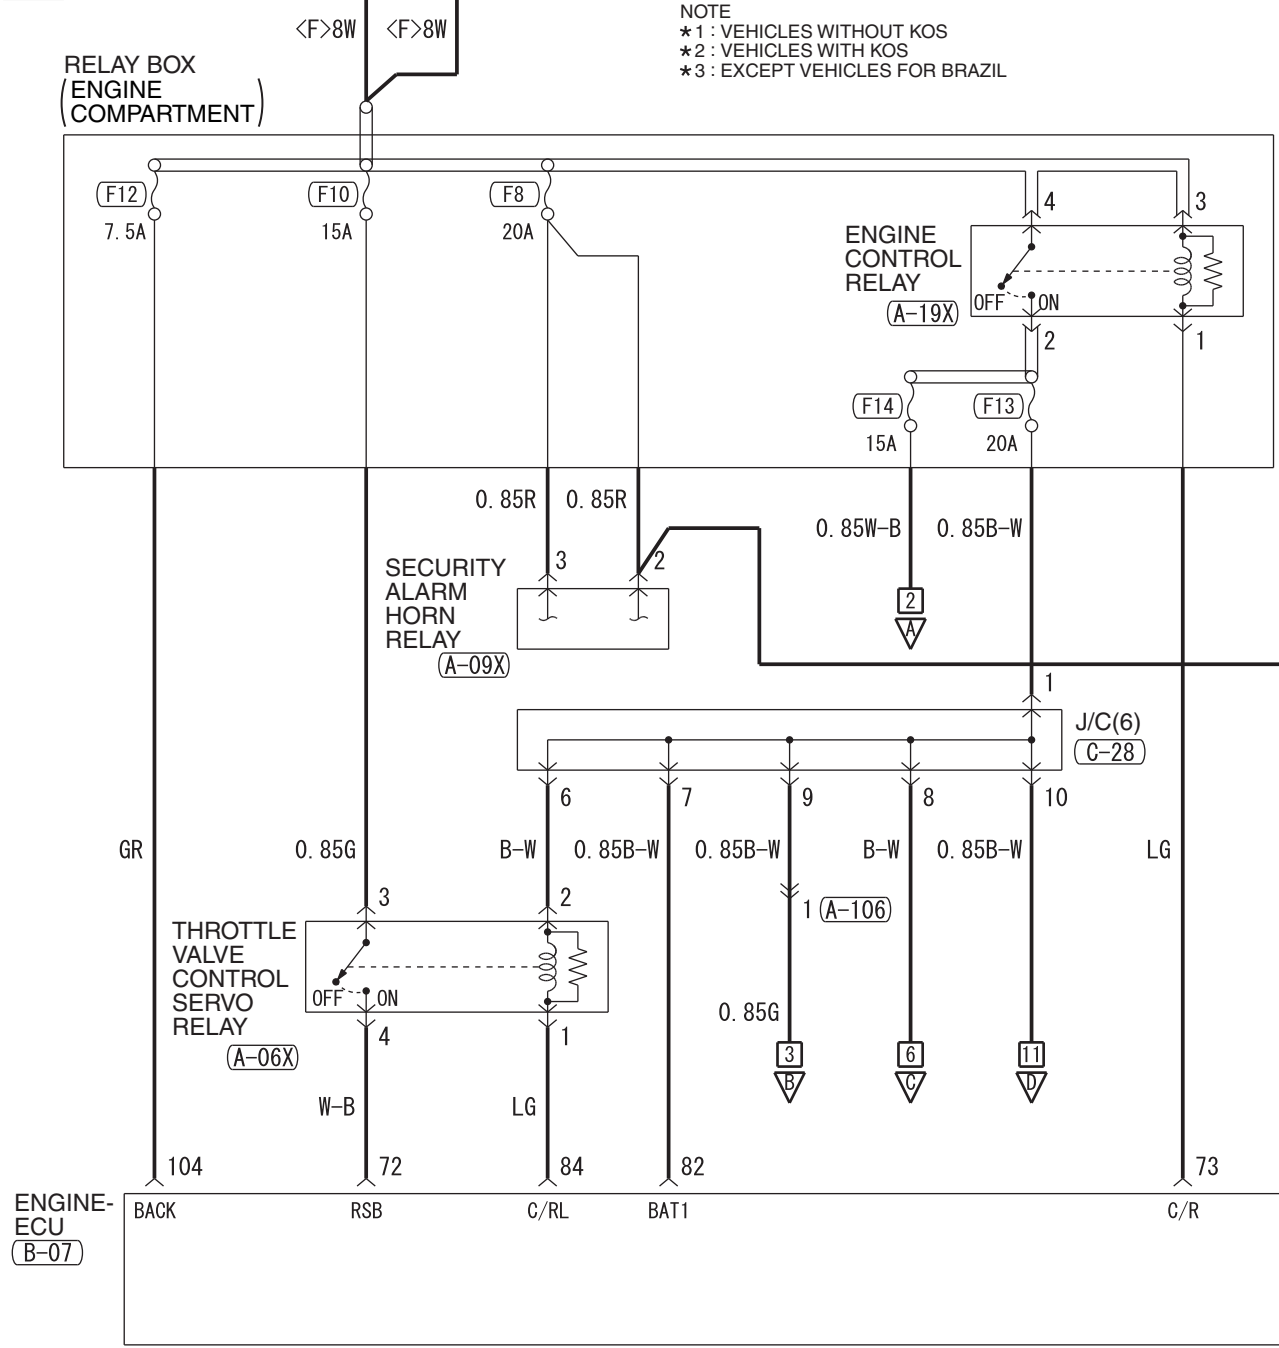 <F>8W <F>8W
NOTE
*1 : VEHICLES WITHOUT KOS
*2 : VEHICLES WITH KOS
*3 : EXCEPT VEHICLES FOR BRAZIL
RELAY BOX
(ENGINE
COMPARTMENT)
F12 F10 F8
7.5A 15A 20A
4 3
ENGINE
CONTROL
RELAY
A-19X
OFF ON
2 1
F14 F13
15A 20A
0.85R 0.85R 0.85W-B 0.85B-W
SECURITY
ALARM
HORN
RELAY
A-09X
3 2
2
A
1
J/C(6)
C-28
6 7 9 8 10
GR 0.85G B-W 0.85B-W 0.85B-W B-W 0.85B-W LG
3 2
1 A-106
THROTTLE
VALVE
CONTROL
SERVO
RELAY
A-06X
OFF ON
4 1
0.85G
3 6 11
B C D
W-B LG
104 72 84 82 73
ENGINE-
ECU
B-07
BACK RSB C/RL BAT1 C/R